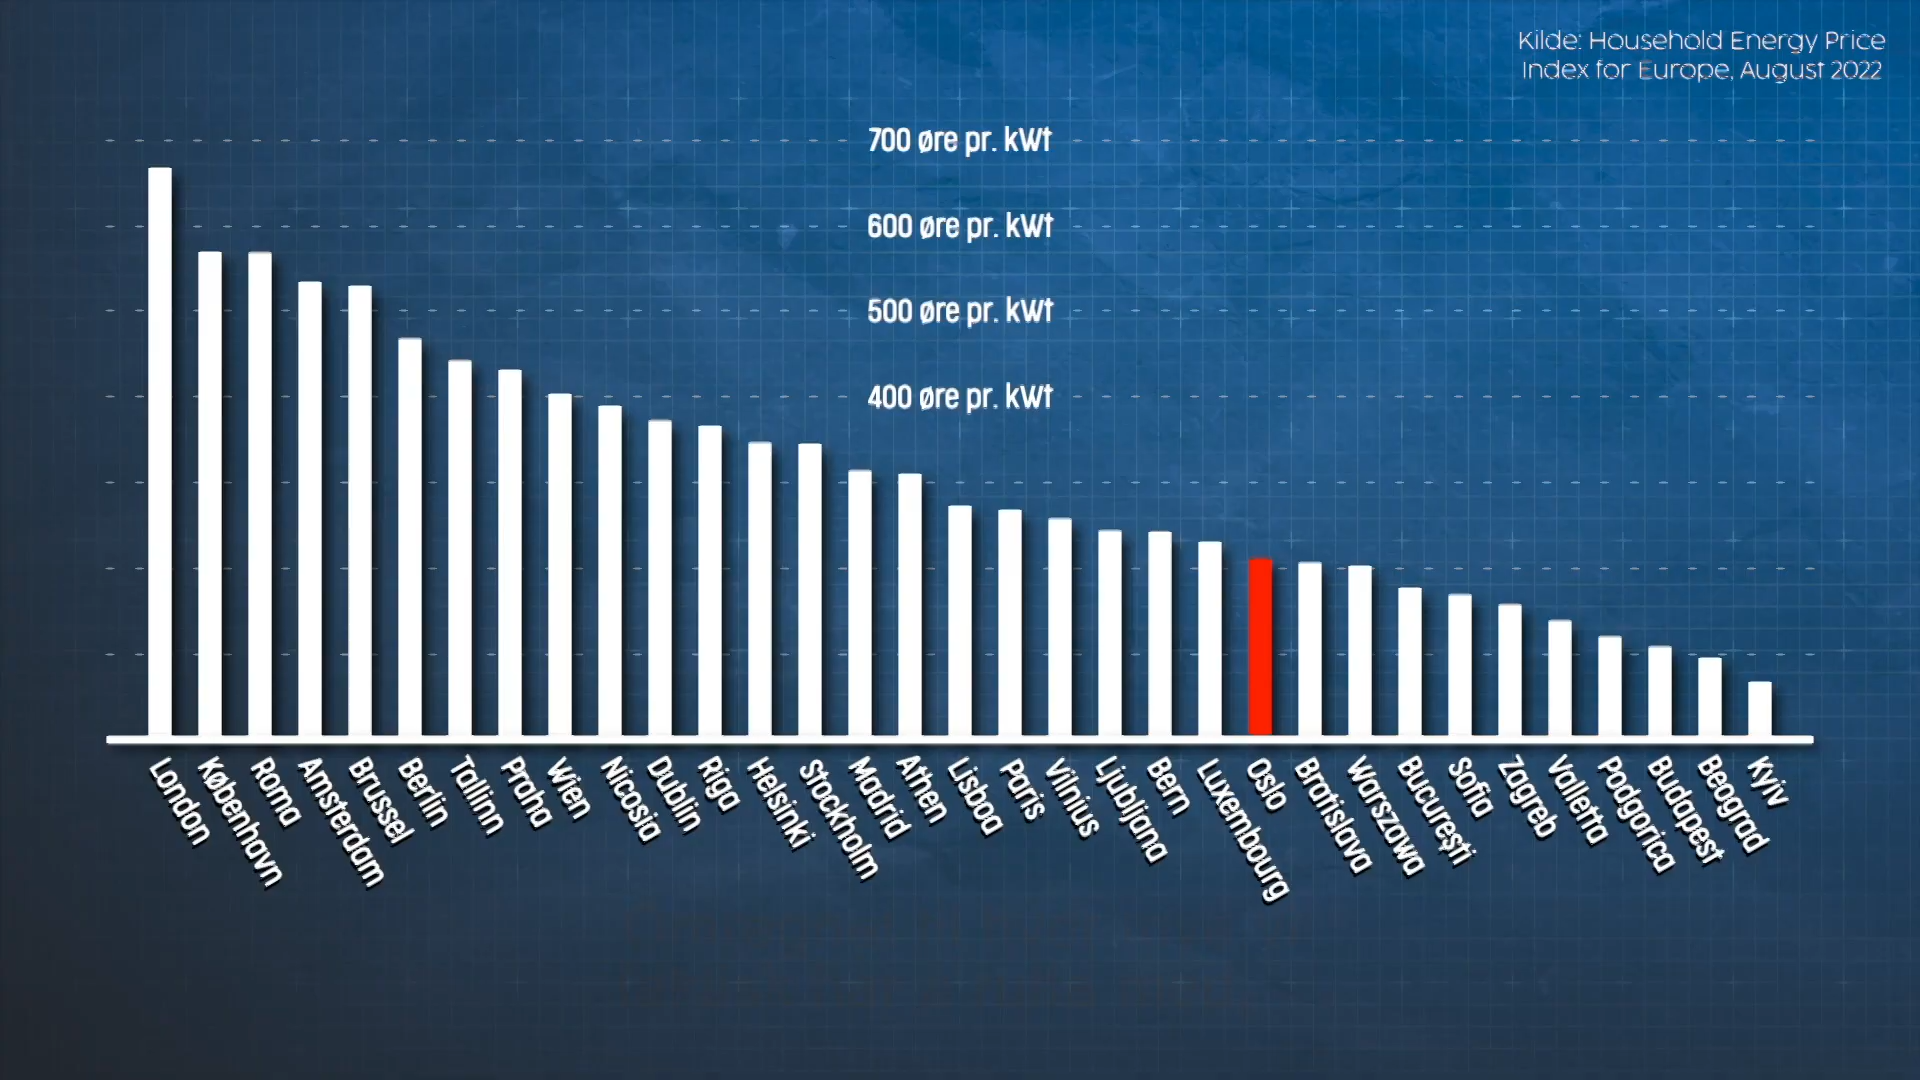 Kilde: Household Energy Price
Index for Europe, August 2022
700 øre pr. kWt
600 øre pr. kWt
500 øre pr. kWt
400 øre pr. kWt
London
København
Roma
Amsterdam
Brussel
Berlin
Tallinn
Praha
Wien
Nicosia
Dublin
Riga
Helsinki
Stockholm
Madrid
Athen
Lisboa
Paris
Vilnius
Ljubljana
Bern
Luxembourg
Oslo
Bratislava
Warszawa
București
Sofia
Zagreb
Valletta
Podgorica
Budapest
Beograd
Kyiv